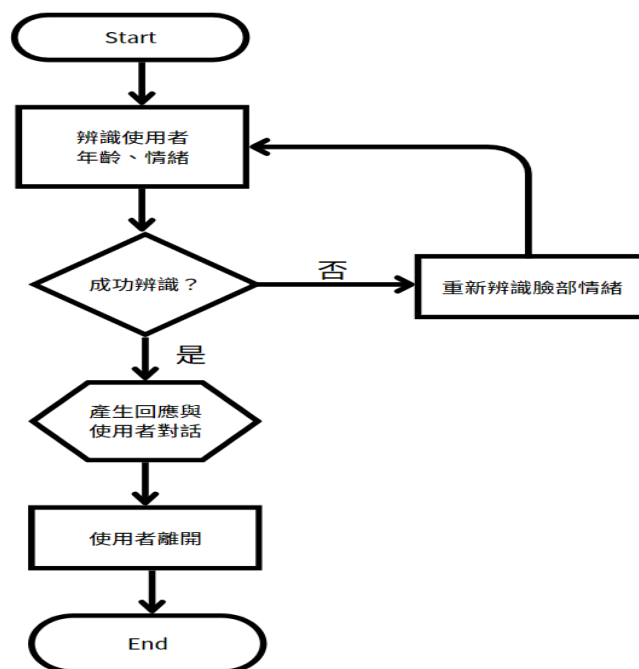 Start
辨識使用者
年齡、情緒
成功辨識？
否
重新辨識臉部情緒
是
產生回應與
使用者對話
使用者離開
End